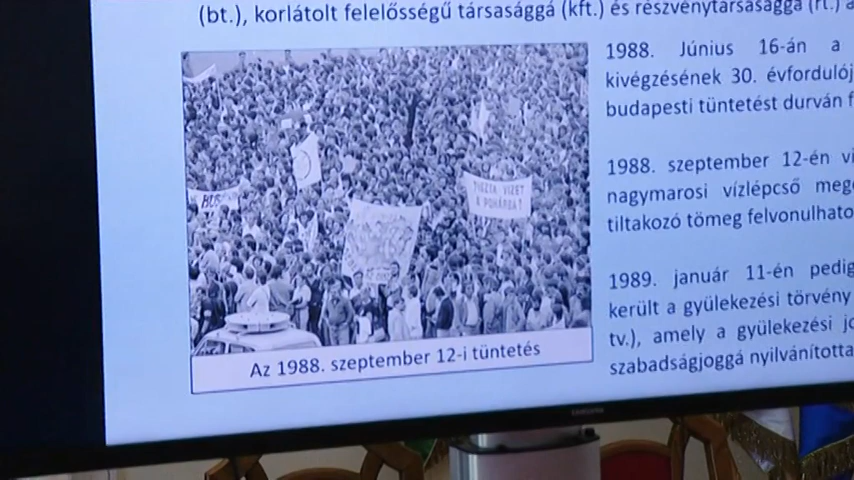 (bt.), korlátolt felelősségű társasággá (kft.) és részvénytársasággá (rt.) a
1988. Június 16-án a
kivégzésének 30. évfordulój
budapesti tüntetést durván f
1988. szeptember 12-én vi
nagymarosi vízlépcső meg
tiltakozó tömeg felvonulhato
1989. január 11-én pedig
került a gyülekezési törvény
tv.), amely a gyülekezési jo
szabadságjoggá nyilvánította
TISZTA VIZET
A POHÁRBA!
Az 1988. szeptember 12-i tüntetés
SAMSUNG